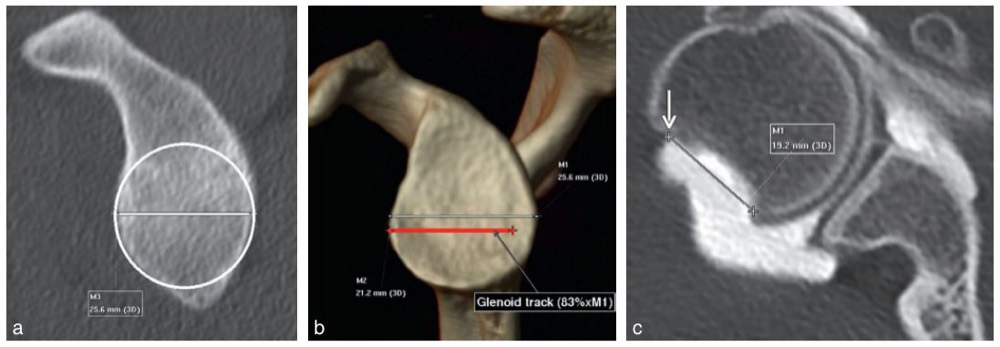 M3
25.6 mm (3D)
a
M1
25.6 mm (3D)
M2
21.2 mm (3D)
Glenoid track (83%xM1)
b
M1
19.2 mm (3D)
c